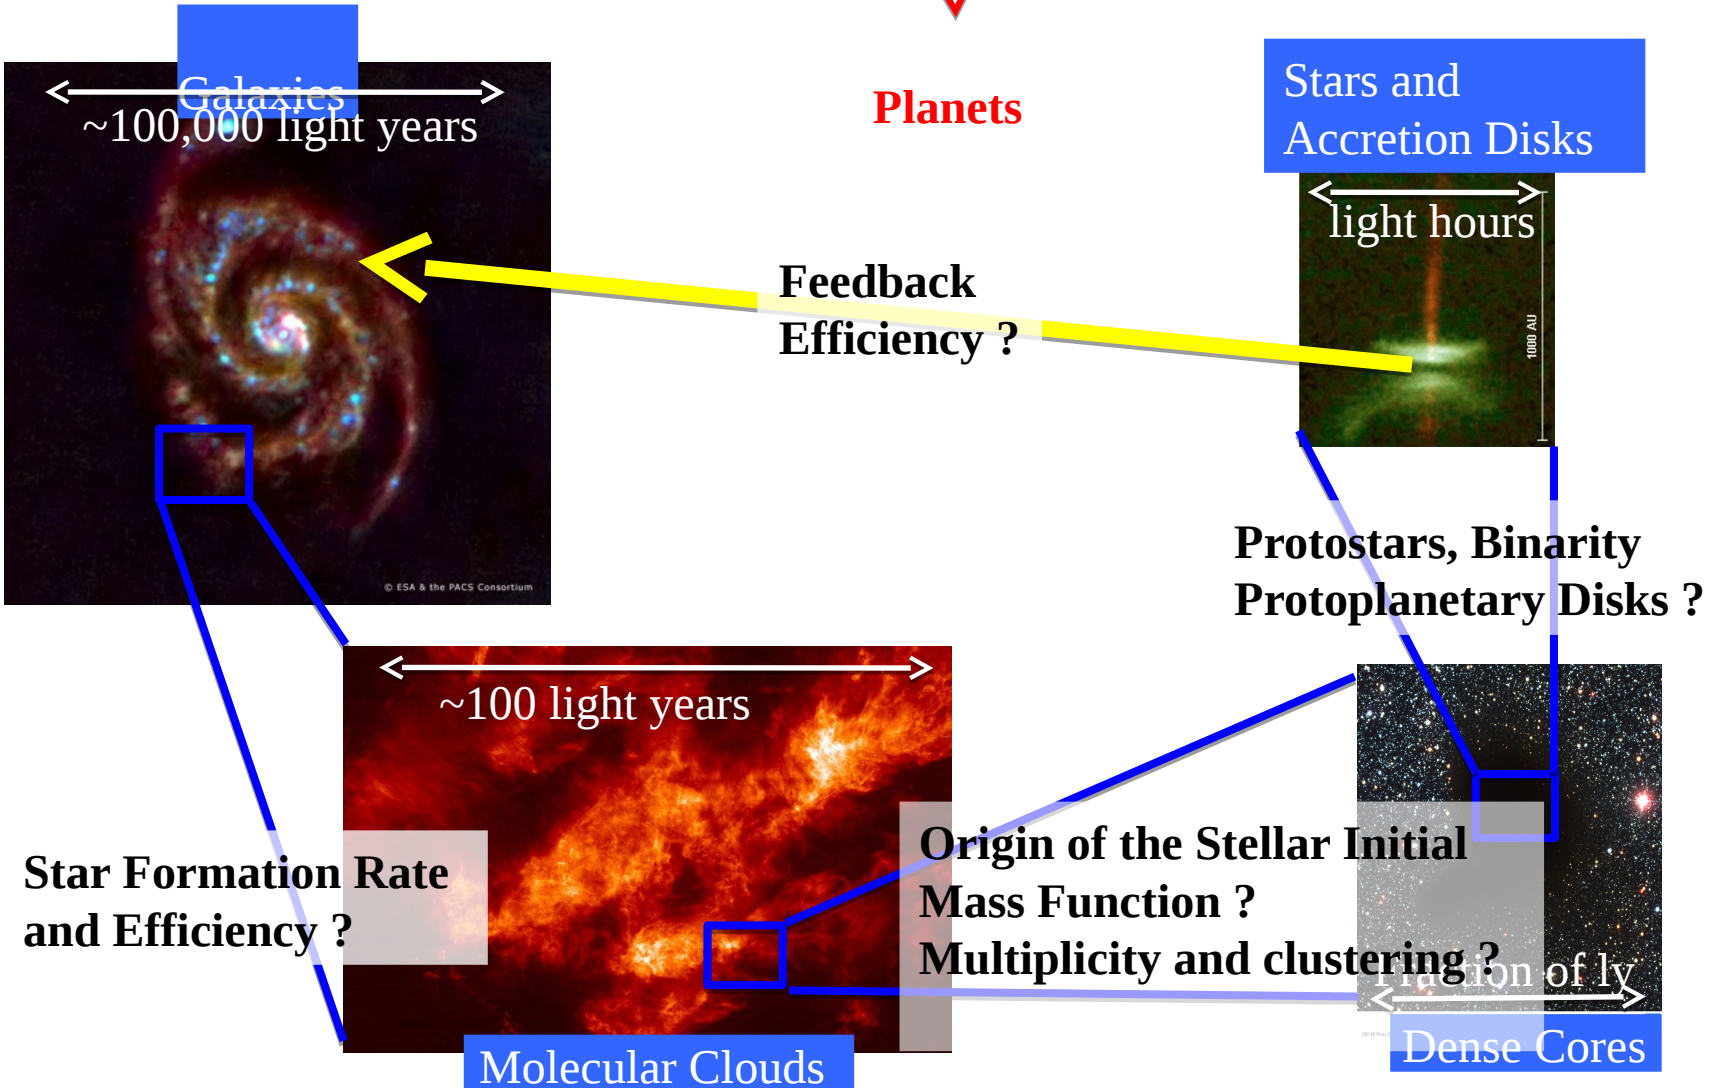 Galaxies
~100,000 light years
Planets
Stars and
Accretion Disks
light hours
1000 AU
Feedback
Efficiency ?
© ESA & the PACS Consortium
Protostars, Binarity
Protoplanetary Disks ?
~100 light years
Star Formation Rate
and Efficiency ?
Origin of the Stellar Initial
Mass Function ?
Multiplicity and clustering ?
Fraction of ly
Dense Cores
Molecular Clouds